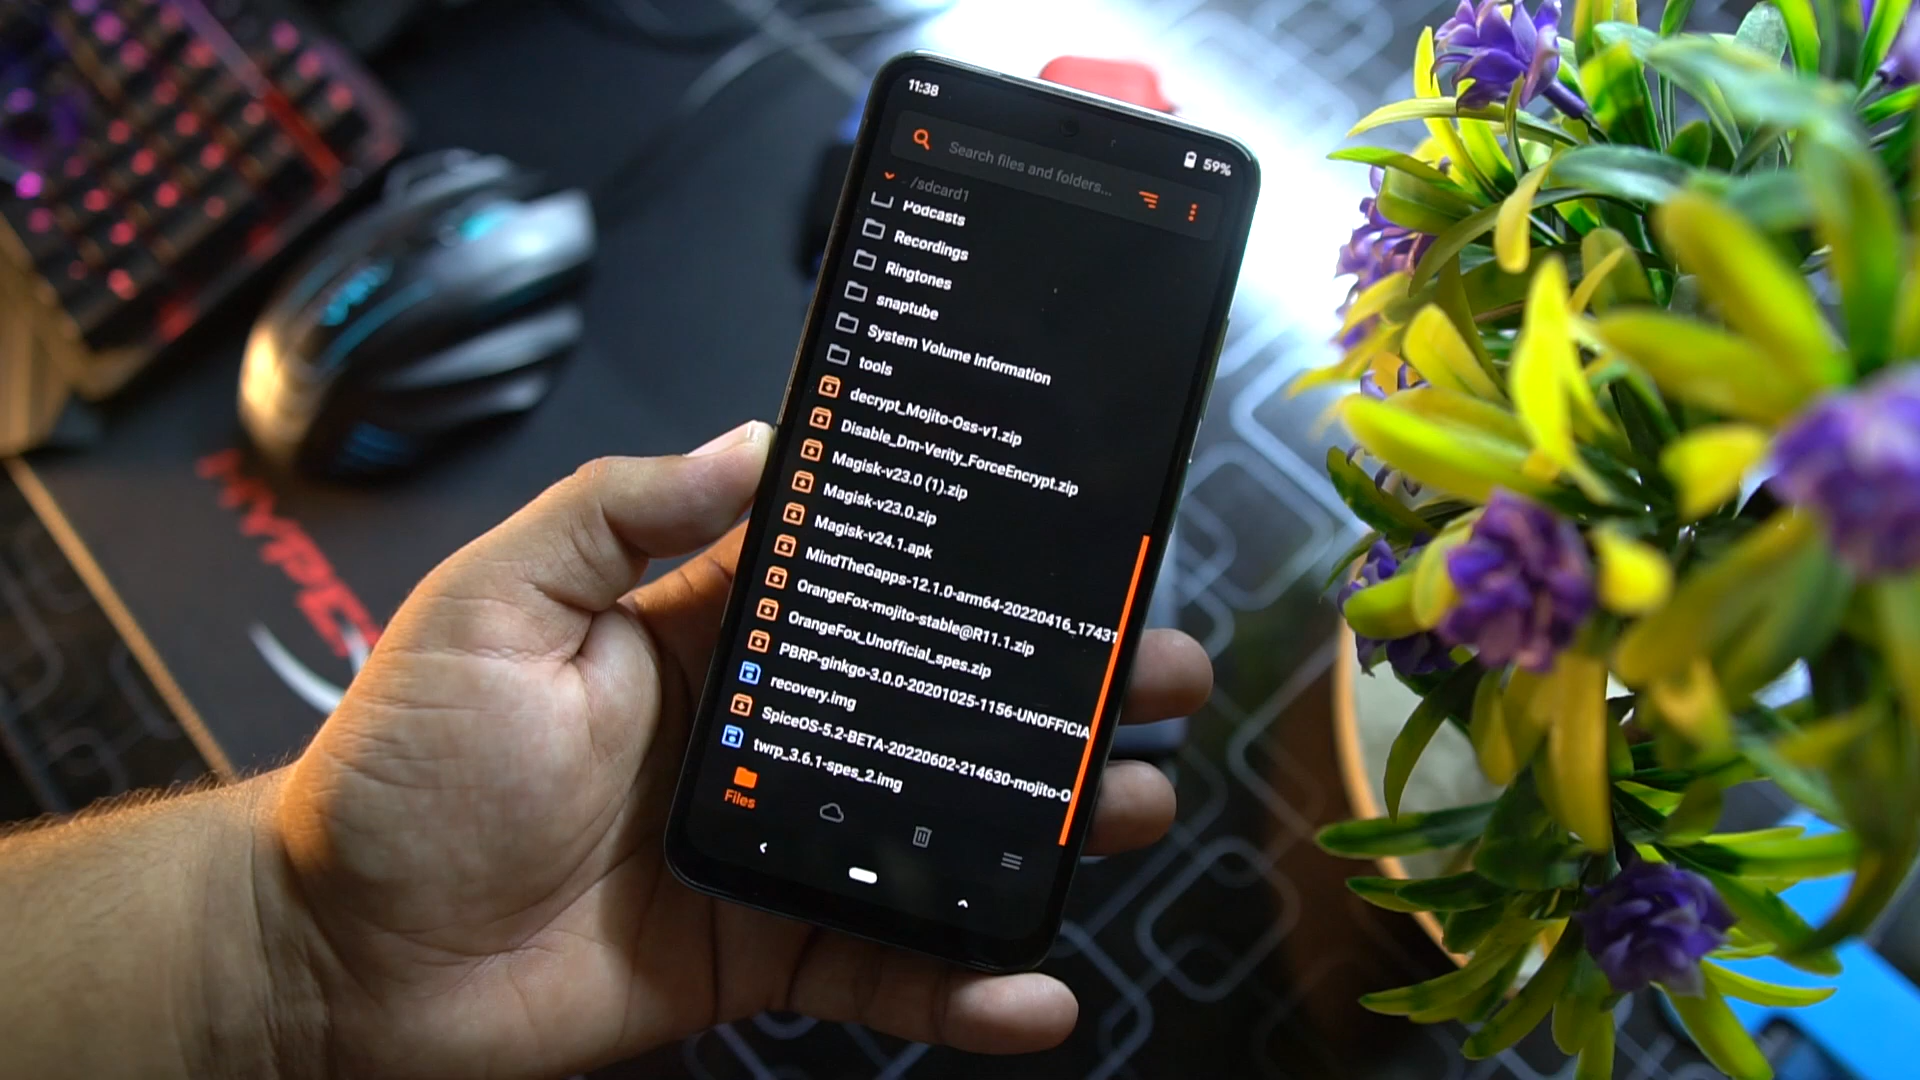 11:38
59%
Search files and folders...
/sdcard1
Podcasts
Recordings
Ringtones
snaptube
System Volume Information
tools
decrypt_Mojito-Oss-v1.zip
Disable_Dm-Verity_ForceEncrypt.zip
Magisk-v23.0 (1).zip
Magisk-v23.0.zip
Magisk-v24.1.apk
MindTheGapps-12.1.0-arm64-20220416_17431
OrangeFox-mojito-stable@R11.1.zip
OrangeFox_Unofficial_spes.zip
PBRP-ginkgo-3.0.0-20201025-1156-UNOFFICIA
recovery.img
SpiceOS-5.2-BETA-20220602-214630-mojito-O
twrp_3.6.1-spes_2.img
Files